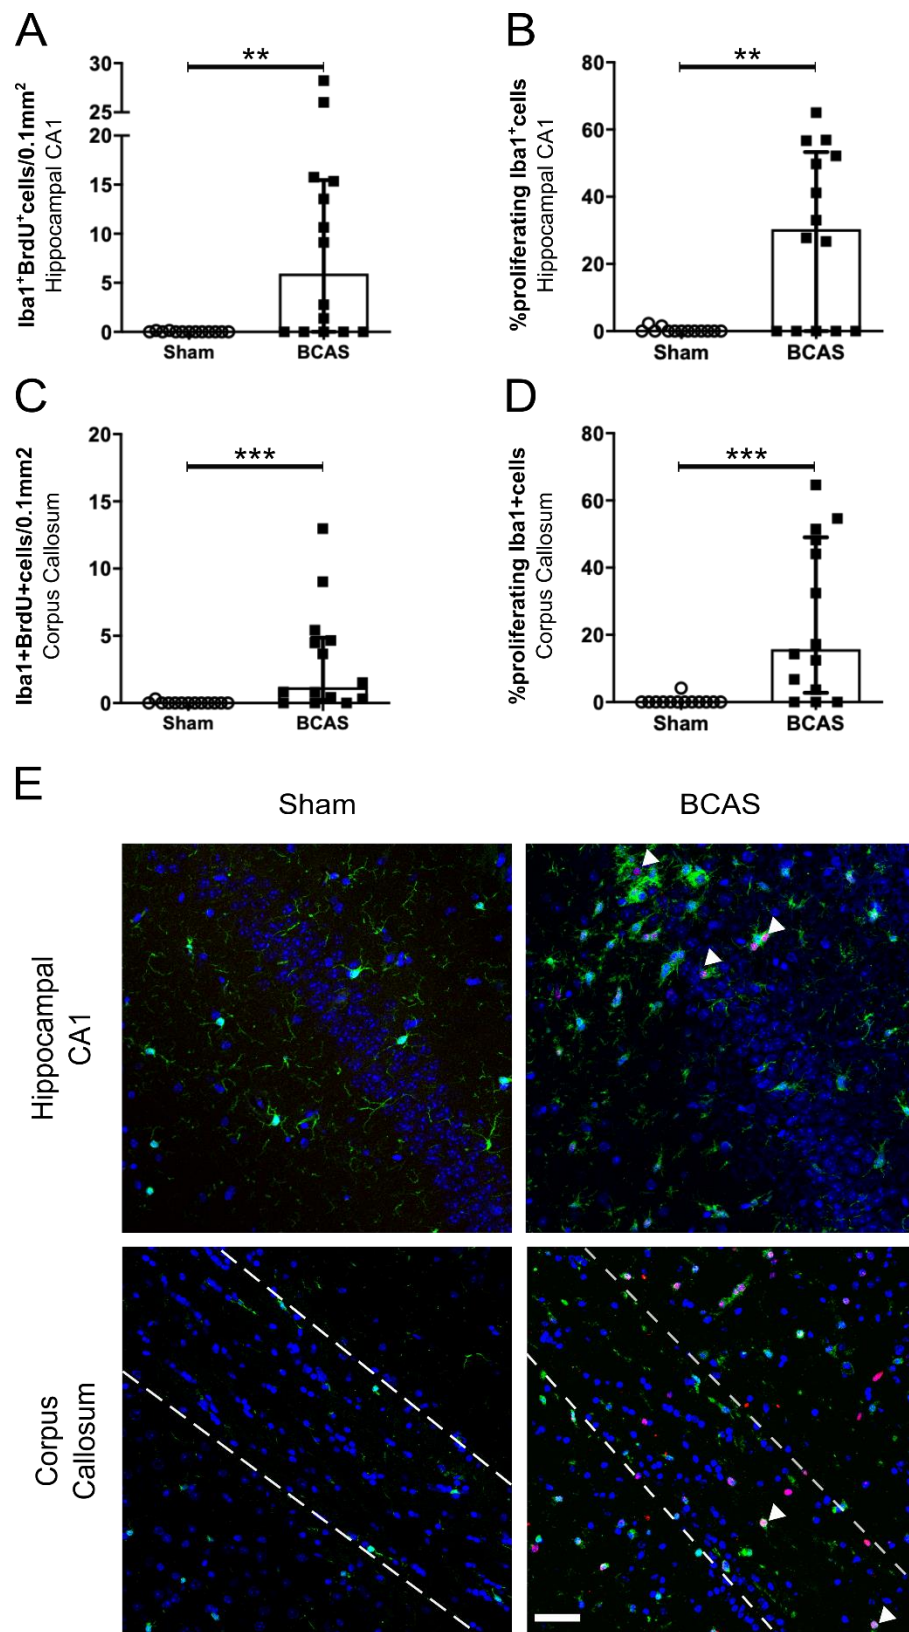 A
**
Iba1⁺BrdU⁺cells/0.1mm²
Hippocampal CA1
30
25
20
15
10
5
0
Sham
BCAS
B
**
%proliferating Iba1⁺cells
Hippocampal CA1
80
60
40
20
0
Sham
BCAS
C
***
Iba1+BrdU+cells/0.1mm2
Corpus Callosum
20
15
10
5
0
Sham
BCAS
D
***
%proliferating Iba1+cells
Corpus Callosum
80
60
40
20
0
Sham
BCAS
E
Sham
BCAS
Hippocampal
CA1
Corpus
Callosum